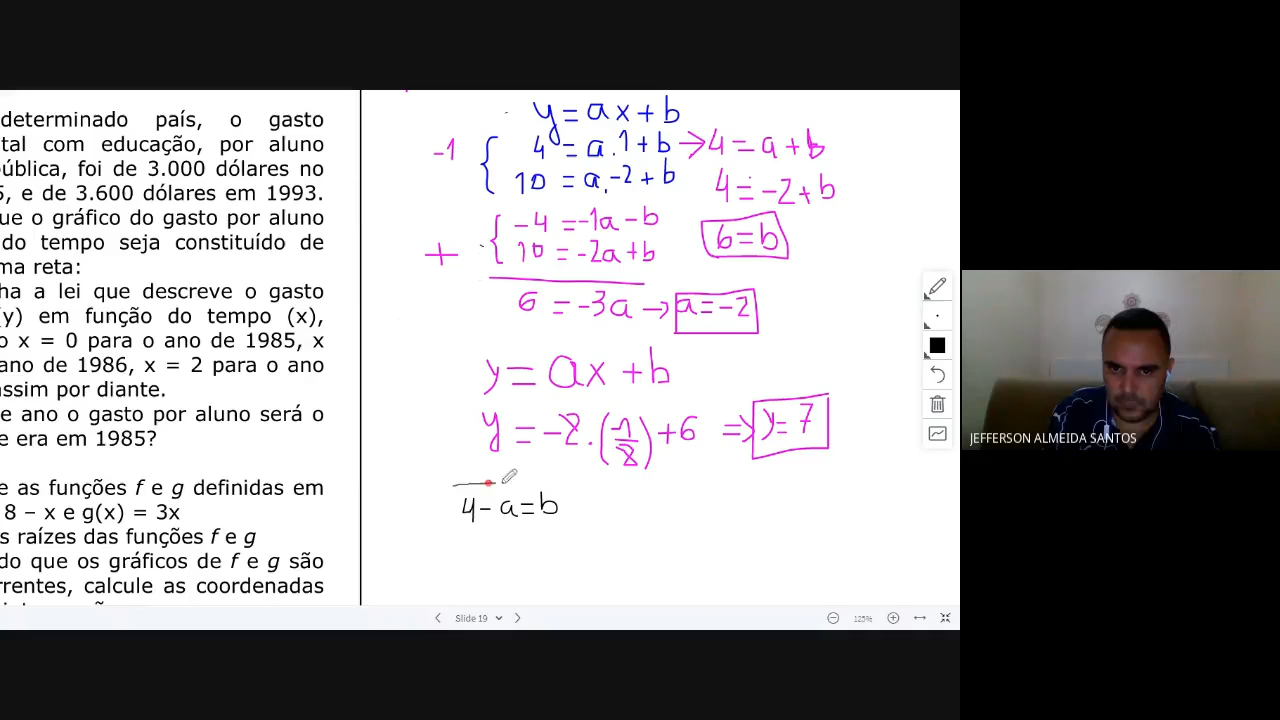 determinado país, o gasto
tal com educação, por aluno
pública, foi de 3.000 dólares no
5, e de 3.600 dólares em 1993.
ue o gráfico do gasto por aluno
do tempo seja constituído de
ma reta:
ha a lei que descreve o gasto
(y) em função do tempo (x),
o x = 0 para o ano de 1985, x
ano de 1986, x = 2 para o ano
assim por diante.
e ano o gasto por aluno será o
e era em 1985?
e as funções f e g definidas em
8 – x e g(x) = 3x
s raízes das funções f e g
do que os gráficos de f e g são
rrentes, calcule as coordenadas
y = ax + b
-1
4 = a.1 + b → 4 = a + b
10 = a.-2 + b
4 = -2 + b
6 = b
-4 = -1a - b
+ 10 = -2a + b
6 = -3a → a = -2
y = ax + b
y = -2.(-1/2) + 6 ⇒ y = 7
4 - a = b
Slide 19
125%
JEFFERSON ALMEIDA SANTOS